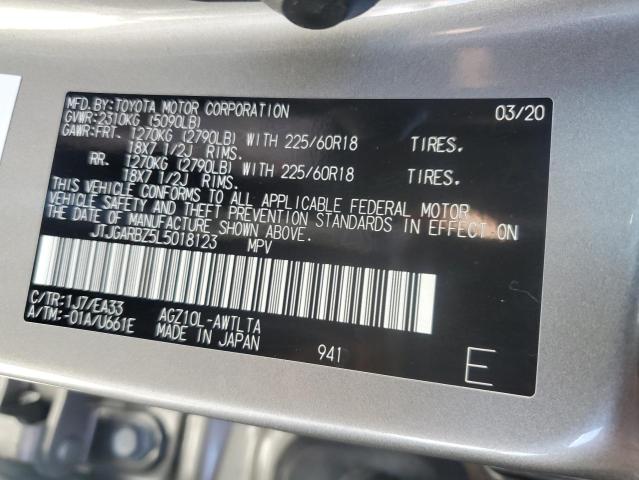 MFD.BY:TOYOTA MOTOR CORPORATION 03/20
GVWR:2310KG (5090LB)
GAWR:FRT. 1270KG (2790LB) WITH 225/60R18 TIRES.
18X7 1/2J RIMS.
RR. 1270KG (2790LB) WITH 225/60R18 TIRES.
18X7 1/2J RIMS.
THIS VEHICLE CONFORMS TO ALL APPLICABLE FEDERAL MOTOR
VEHICLE SAFETY AND THEFT PREVENTION STANDARDS IN EFFECT ON
THE DATE OF MANUFACTURE SHOWN ABOVE.
JTJGARBZ5L5018123 MPV
C/TR:1J7/EA33 AGZ10L-AWTLTA
A/TM:-01A/U661E MADE IN JAPAN 941 E